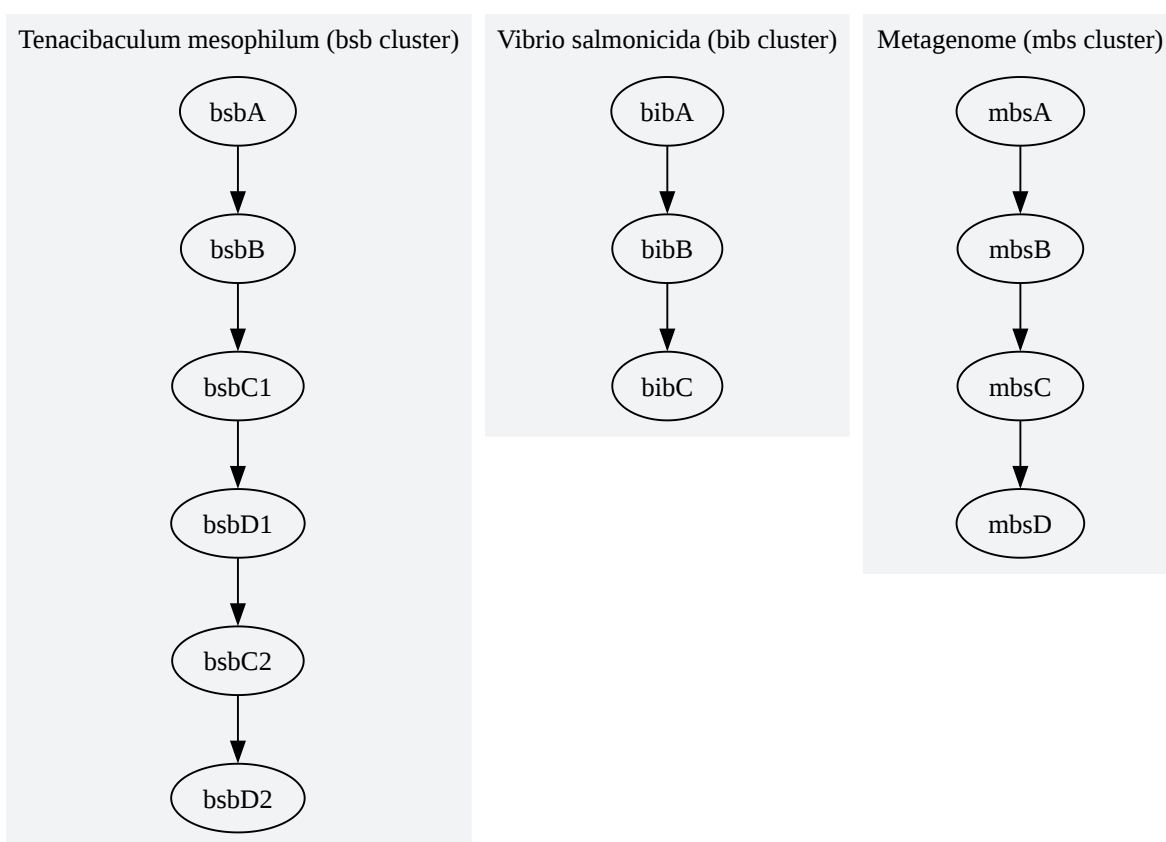 Tenacibaculum mesophilum (bsb cluster)
bsbA
bsbB
bsbC1
bsbD1
bsbC2
bsbD2
Vibrio salmonicida (bib cluster)
bibA
bibB
bibC
Metagenome (mbs cluster)
mbsA
mbsB
mbsC
mbsD